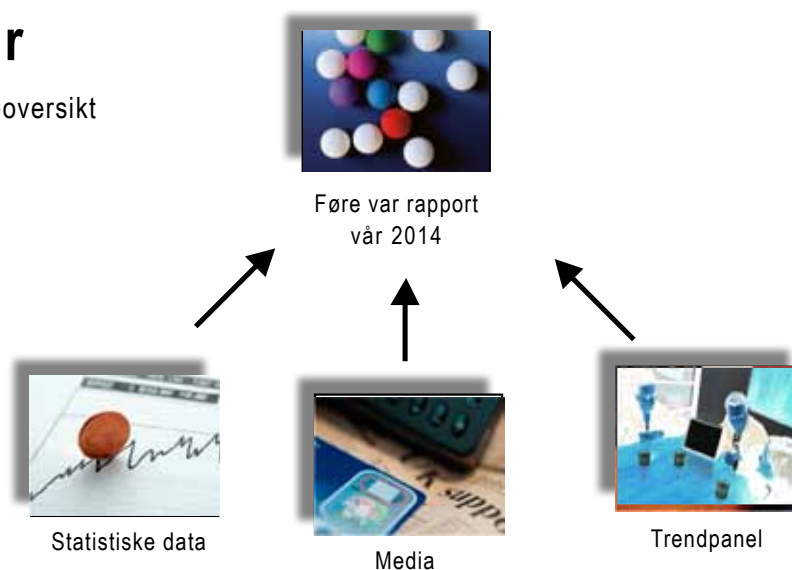 r
oversikt
Føre var rapport
vår 2014
Statistiske data
Media
Trendpanel